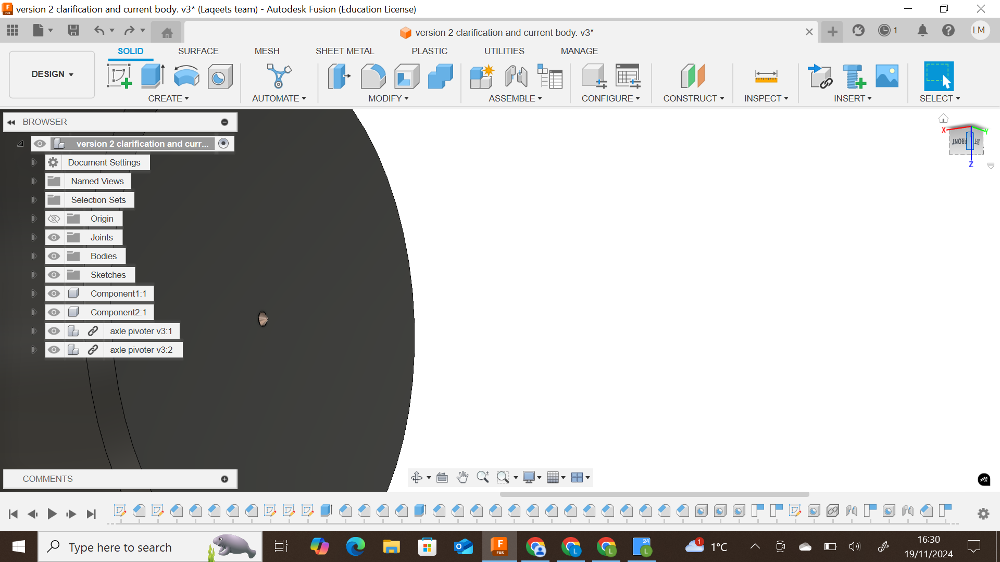 version 2 clarification and current body. v3* (Laqeets team) - Autodesk Fusion (Education License)
version 2 clarification and current body. v3*
1
LM
DESIGN
SOLID
SURFACE
MESH
SHEET METAL
PLASTIC
UTILITIES
MANAGE
CREATE
AUTOMATE
MODIFY
ASSEMBLE
CONFIGURE
CONSTRUCT
INSPECT
INSERT
SELECT
BROWSER
version 2 clarification and curr...
Document Settings
Named Views
Selection Sets
Origin
Joints
Bodies
Sketches
Component1:1
Component2:1
axle pivoter v3:1
axle pivoter v3:2
X
Y
FRONT
LEFT
Z
COMMENTS
Type here to search
F
FUS
L
L
24
L
1
1°C
16:30
19/11/2024